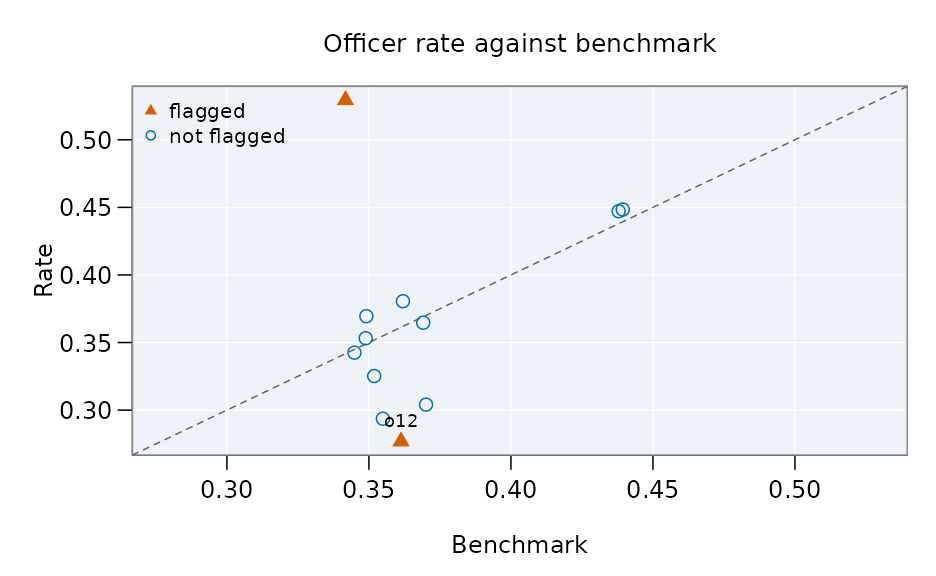 Officer rate against benchmark
flagged
not flagged
0.50
0.45
0.40
0.35
0.30
Rate
o12
0.30 0.35 0.40 0.45 0.50
Benchmark